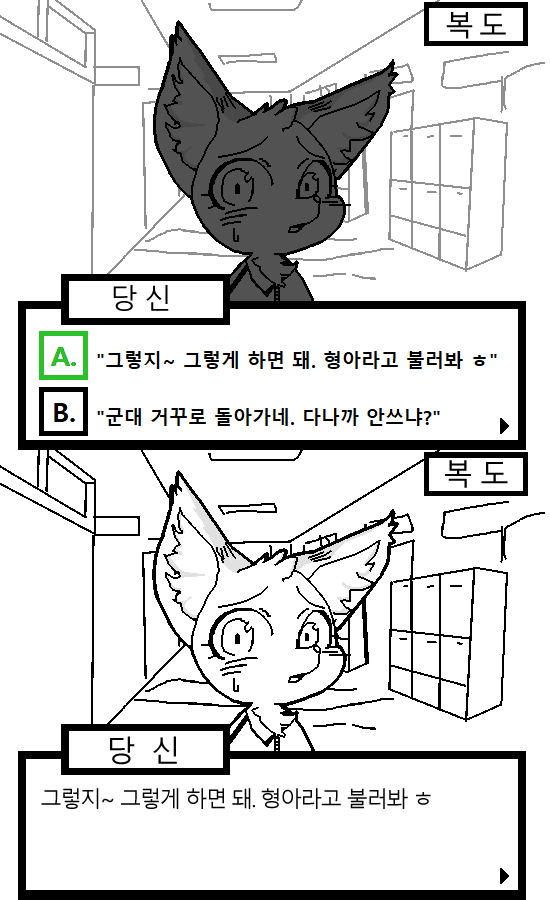 복도
당신
A. "그렇지~ 그렇게 하면 돼. 형아라고 불러봐 ㅎ"
B. "군대 거꾸로 돌아가네. 다나까 안쓰냐?"
복도
당 신
그렇지~ 그렇게 하면 돼. 형아라고 불러봐 ㅎ